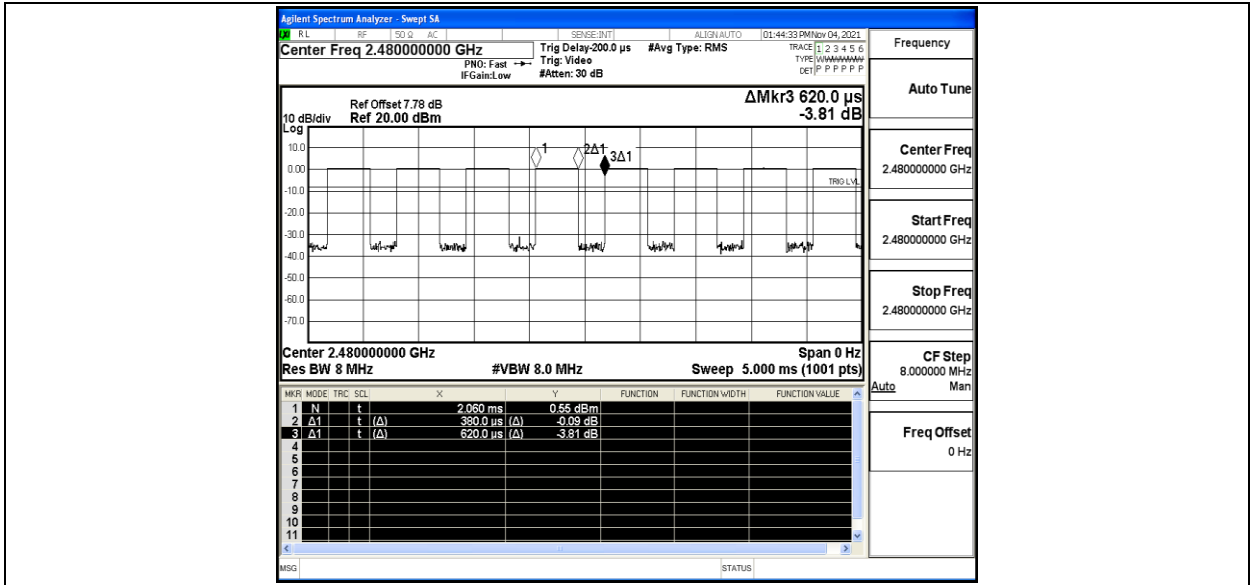 Agilent Spectrum Analyzer - Swept SA
RL RF 50 Ω AC SENSE:INT ALIGN AUTO 01:44:33 PM Nov 04, 2021
Center Freq 2.480000000 GHz
PNO: Fast
IFGain:Low
Trig Delay-200.0 µs
Trig: Video
#Atten: 30 dB
#Avg Type: RMS
TRACE 1 2 3 4 5 6
TYPE WWWWWW
DET P P P P P P
Frequency
Auto Tune
Center Freq
2.480000000 GHz
Start Freq
2.480000000 GHz
Stop Freq
2.480000000 GHz
CF Step
8.000000 MHz
Auto Man
Freq Offset
0 Hz
ΔMkr3 620.0 µs
-3.81 dB
Ref Offset 7.78 dB
10 dB/div Ref 20.00 dBm
Log
10.0
0.00
-10.0
-20.0
-30.0
-40.0
-50.0
-60.0
-70.0
1
2Δ1
3Δ1
TRIG LVL
Center 2.480000000 GHz Span 0 Hz
Res BW 8 MHz #VBW 8.0 MHz Sweep 5.000 ms (1001 pts)
MKR MODE TRC SCL X Y FUNCTION FUNCTION WIDTH FUNCTION VALUE
1 N t 2.060 ms 0.55 dBm
2 Δ1 t (Δ) 380.0 µs (Δ) -0.09 dB
3 Δ1 t (Δ) 620.0 µs (Δ) -3.81 dB
4
5
6
7
8
9
10
11
MSG STATUS